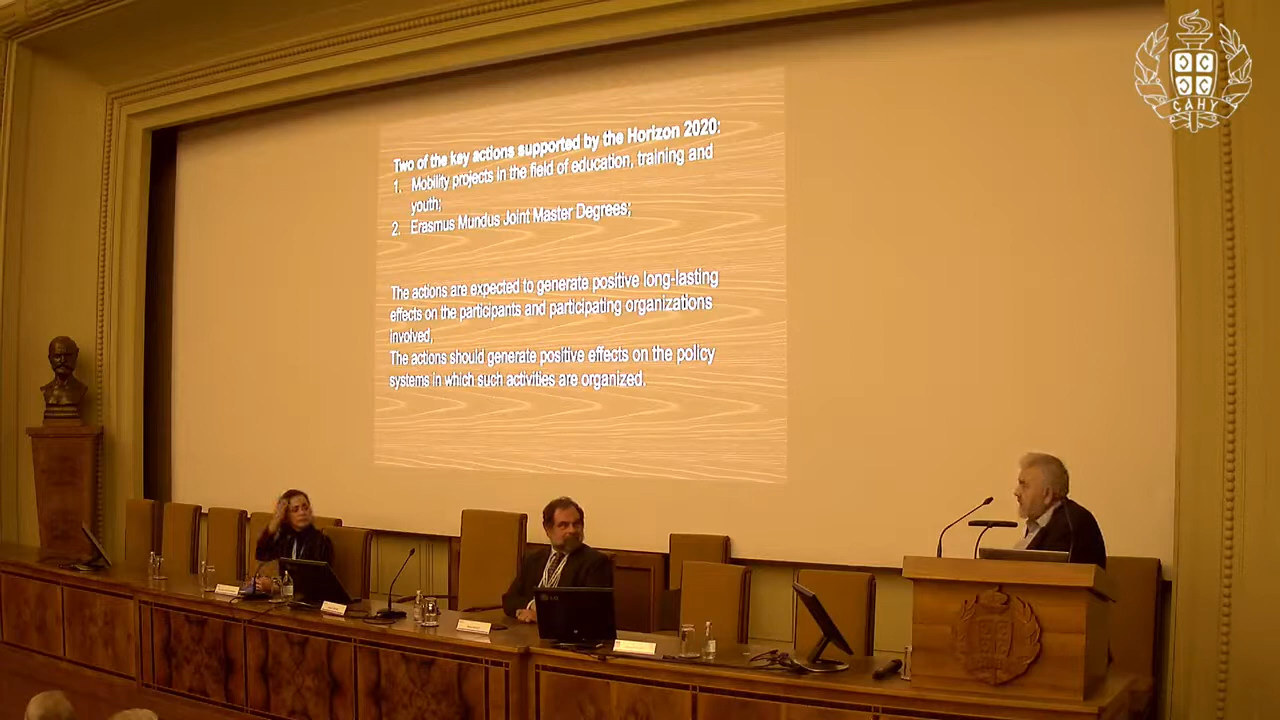 Two of the key actions supported by the Horizon 2020:
1. Mobility projects in the field of education, training and
youth;
2. Erasmus Mundus Joint Master Degrees;
The actions are expected to generate positive long-lasting
effects on the participants and participating organizations
involved,
The actions should generate positive effects on the policy
systems in which such activities are organized.
САНУ